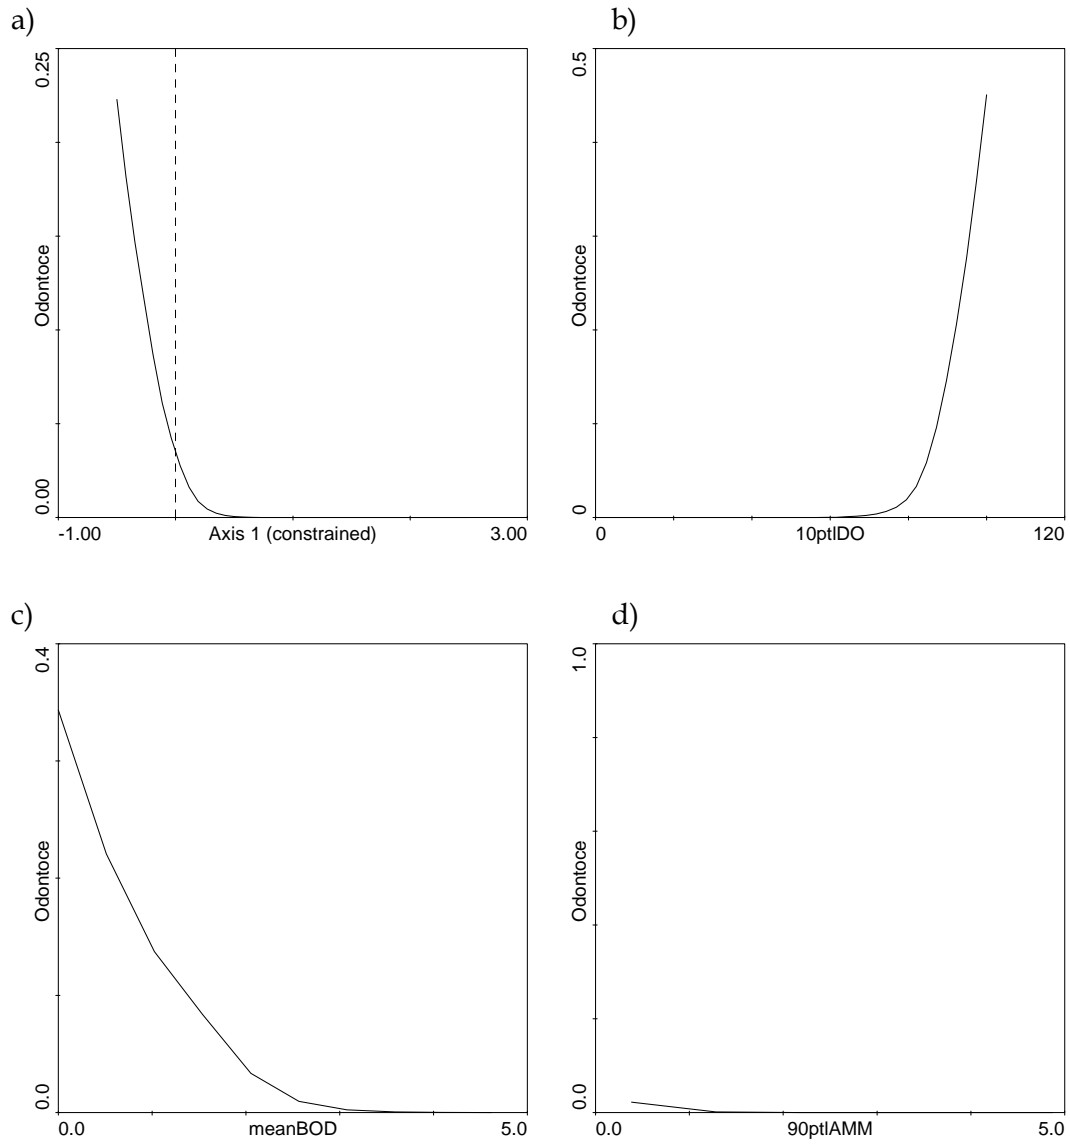 a)
0.25
Odontoce
0.00
-1.00 Axis 1 (constrained) 3.00
b)
0.5
Odontoce
0
0 10ptlDO 120
c)
0.4
Odontoce
0.0
0.0 meanBOD 5.0
d)
1.0
Odontoce
0.0
0.0 90ptlAMM 5.0